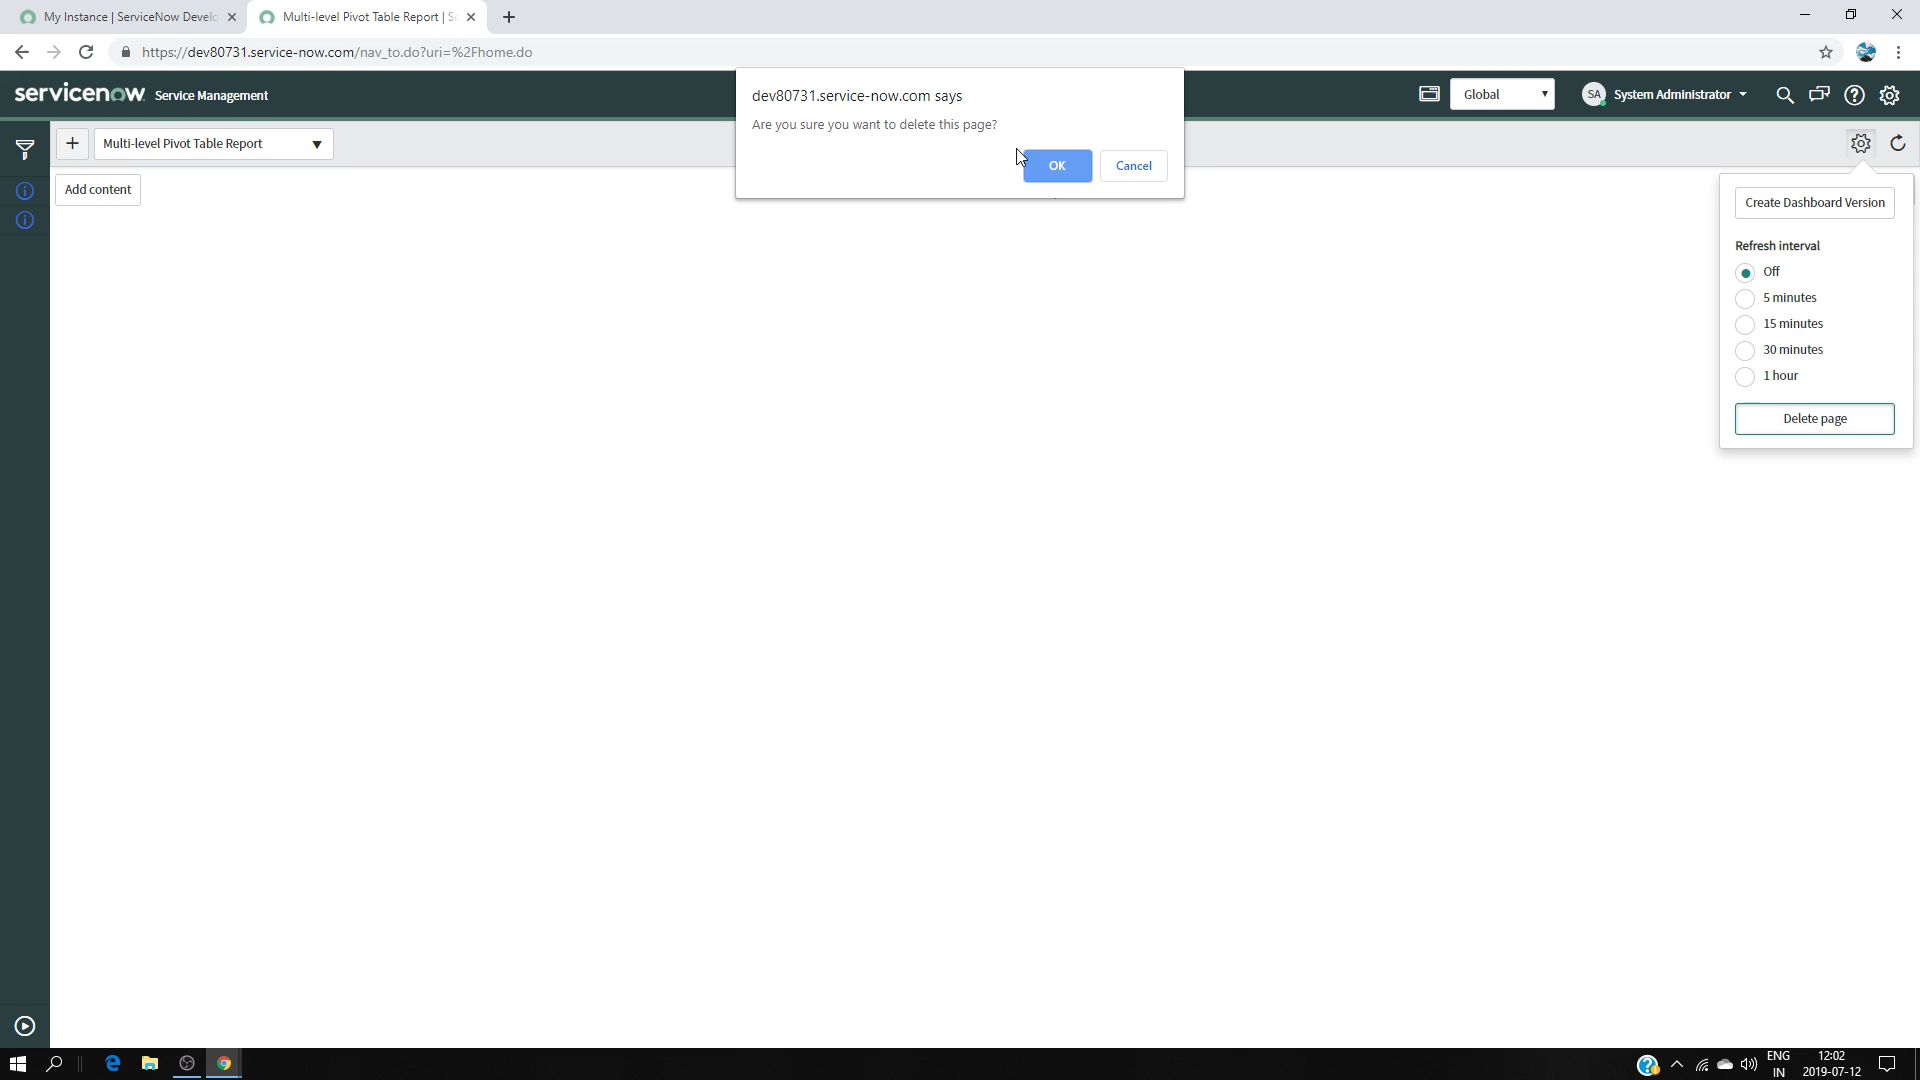 My Instance | ServiceNow Develo
Multi-level Pivot Table Report | Se
https://dev80731.service-now.com/nav_to.do?uri=%2Fhome.do
servicenow Service Management
Global
SA System Administrator
dev80731.service-now.com says
Are you sure you want to delete this page?
OK
Cancel
Multi-level Pivot Table Report
Add content
Create Dashboard Version
Refresh interval
Off
5 minutes
15 minutes
30 minutes
1 hour
Delete page
ENG
IN
12:02
2019-07-12